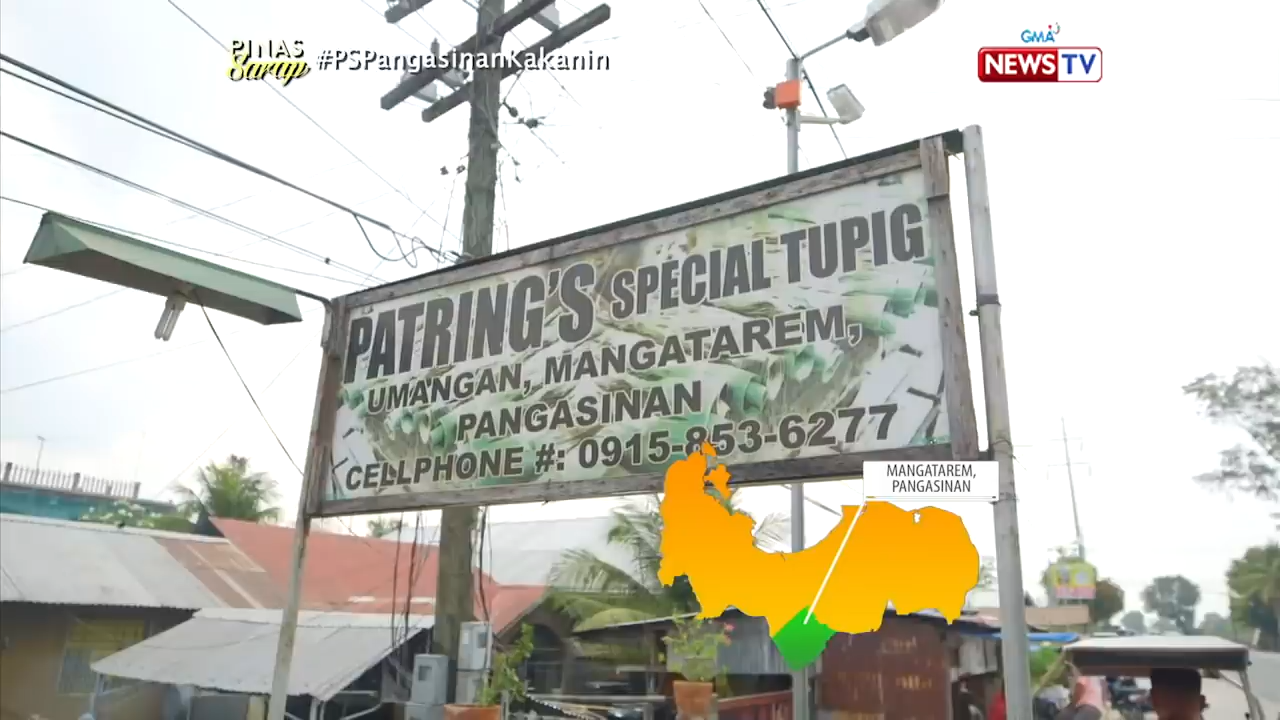 PINAS Sarap #PSPangasinanKakanin
GMA
NEWS TV
PATRING'S SPECIAL TUPIG
UMANGAN, MANGATAREM,
PANGASINAN
CELLPHONE #: 0915-853-6277
MANGATAREM,
PANGASINAN